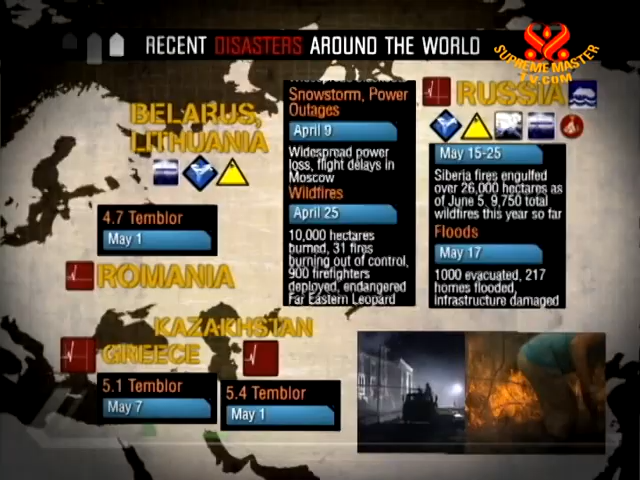 RECENT DISASTERS AROUND THE WORLD
SUPREME MASTER
TV.COM
BELARUS,
LITHUANIA
4.7 Temblor
May 1
ROMANIA
KAZAKHSTAN
GREECE
5.1 Temblor
May 7
5.4 Temblor
May 1
Snowstorm, Power
Outages
April 9
Widespread power
loss, flight delays in
Moscow
Wildfires
April 25
10,000 hectares
burned, 31 fires
burning out of control,
900 firefighters
deployed, endangered
Far Eastern Leopard
RUSSIA
May 15-25
Siberia fires engulfed
over 26,000 hectares as
of June 5, 9,750 total
wildfires this year so far
Floods
May 17
1000 evacuated, 217
homes flooded,
infrastructure damaged